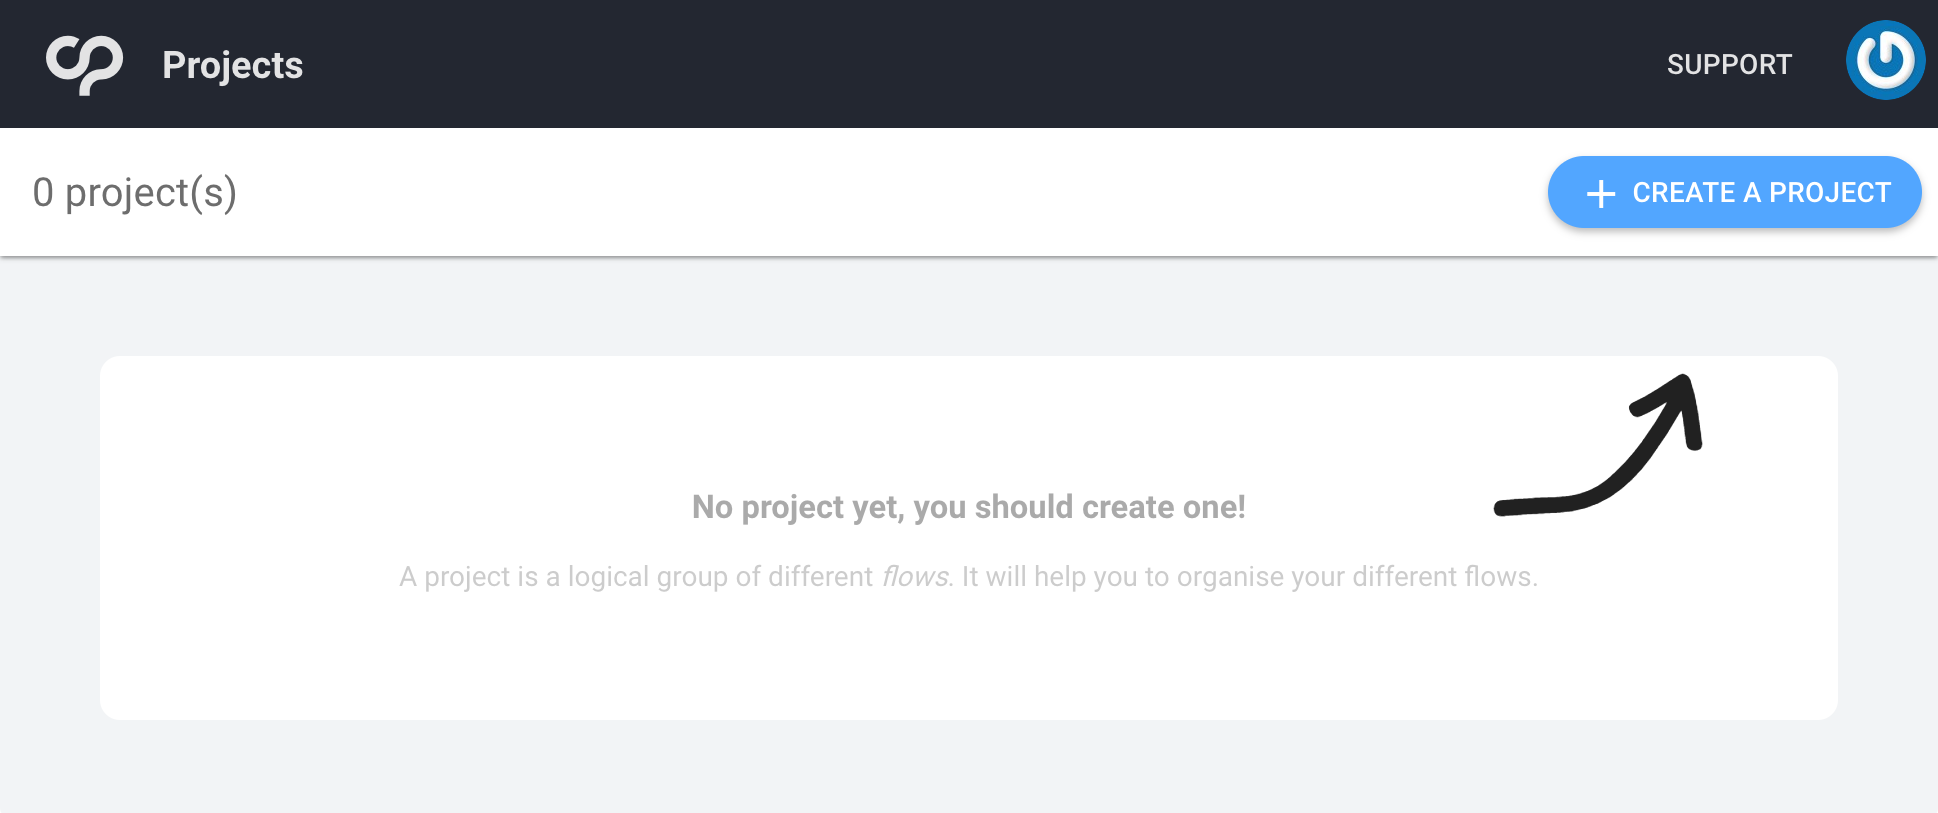 Projects
SUPPORT
0 project(s)
+ CREATE A PROJECT
No project yet, you should create one!
A project is a logical group of different flows. It will help you to organise your different flows.